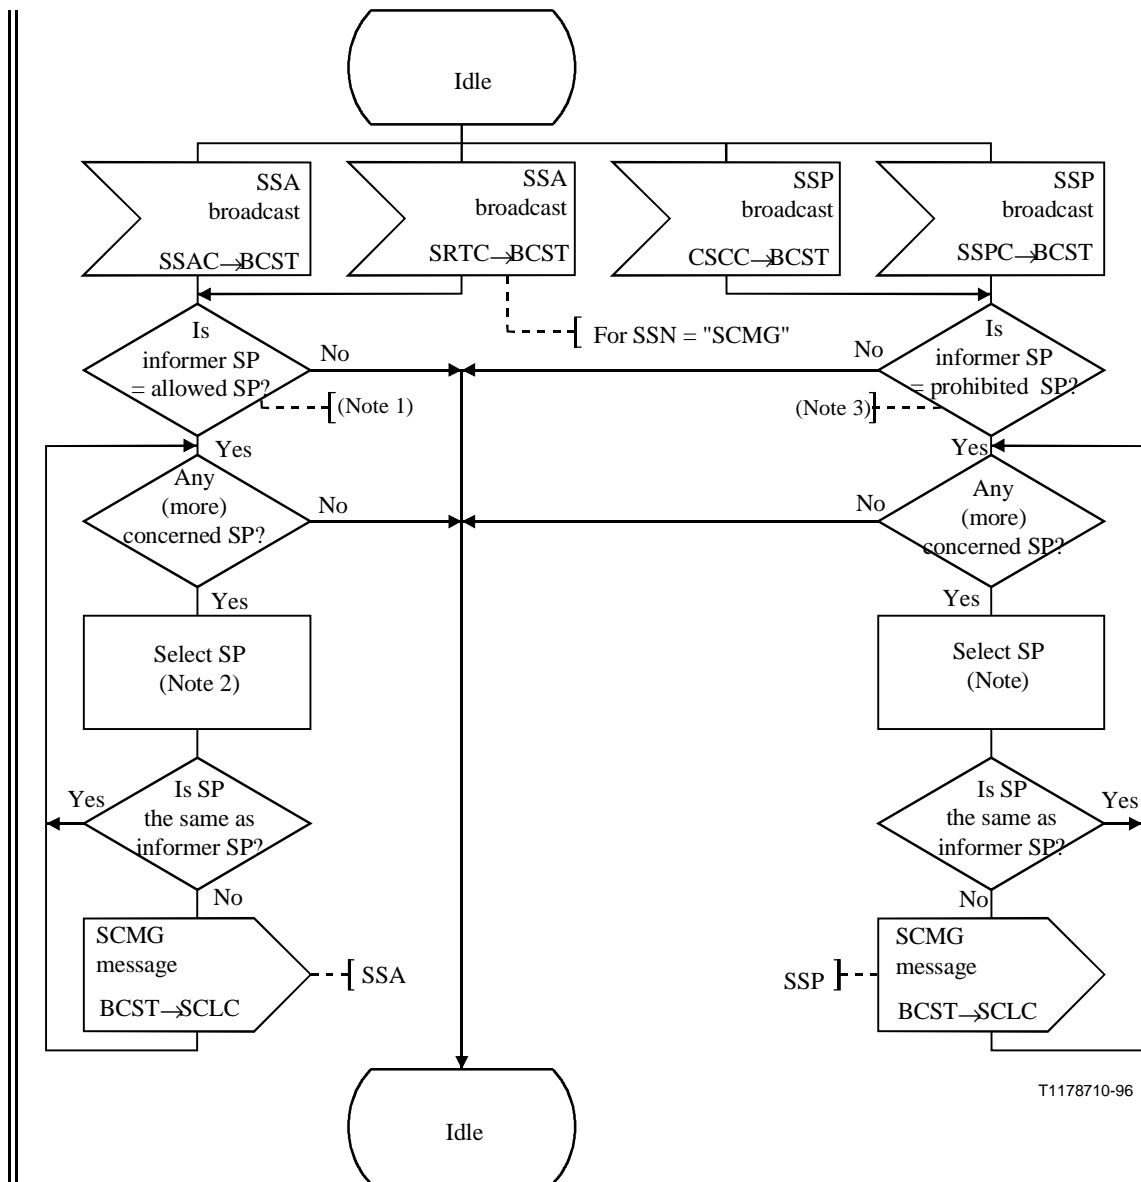 Idle
SSA
broadcast
SSAC→BCST
SSA
broadcast
SRTC→BCST
SSP
broadcast
CSCC→BCST
SSP
broadcast
SSPC→BCST
For SSN = "SCMG"
Is
informer SP
= allowed SP?
No
(Note 1)
Yes
No
Is
informer SP
= prohibited SP?
(Note 3)
Yes
Any
(more)
concerned SP?
No
Yes
No
Any
(more)
concerned SP?
Yes
Select SP
(Note 2)
Select SP
(Note)
Yes
Is SP
the same as
informer SP?
No
Is SP
the same as
informer SP?
Yes
No
SCMG
message
BCST→SCLC
SSA
SSP
SCMG
message
BCST→SCLC
T1178710-96
Idle